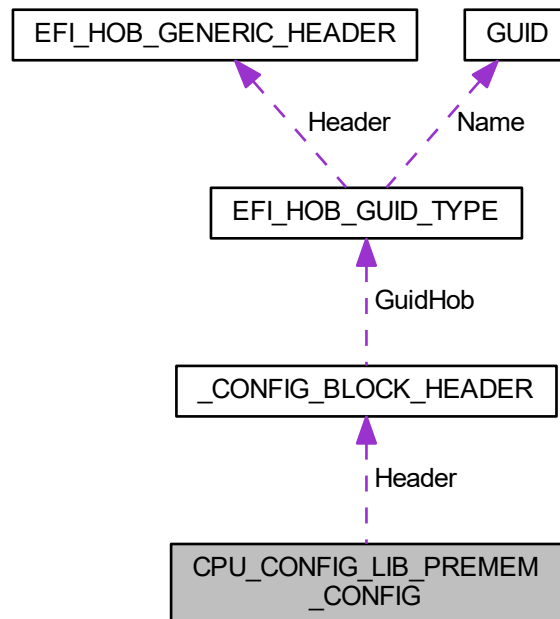 EFI_HOB_GENERIC_HEADER
GUID
Header
Name
EFI_HOB_GUID_TYPE
GuidHob
_CONFIG_BLOCK_HEADER
Header
CPU_CONFIG_LIB_PREMEM
_CONFIG